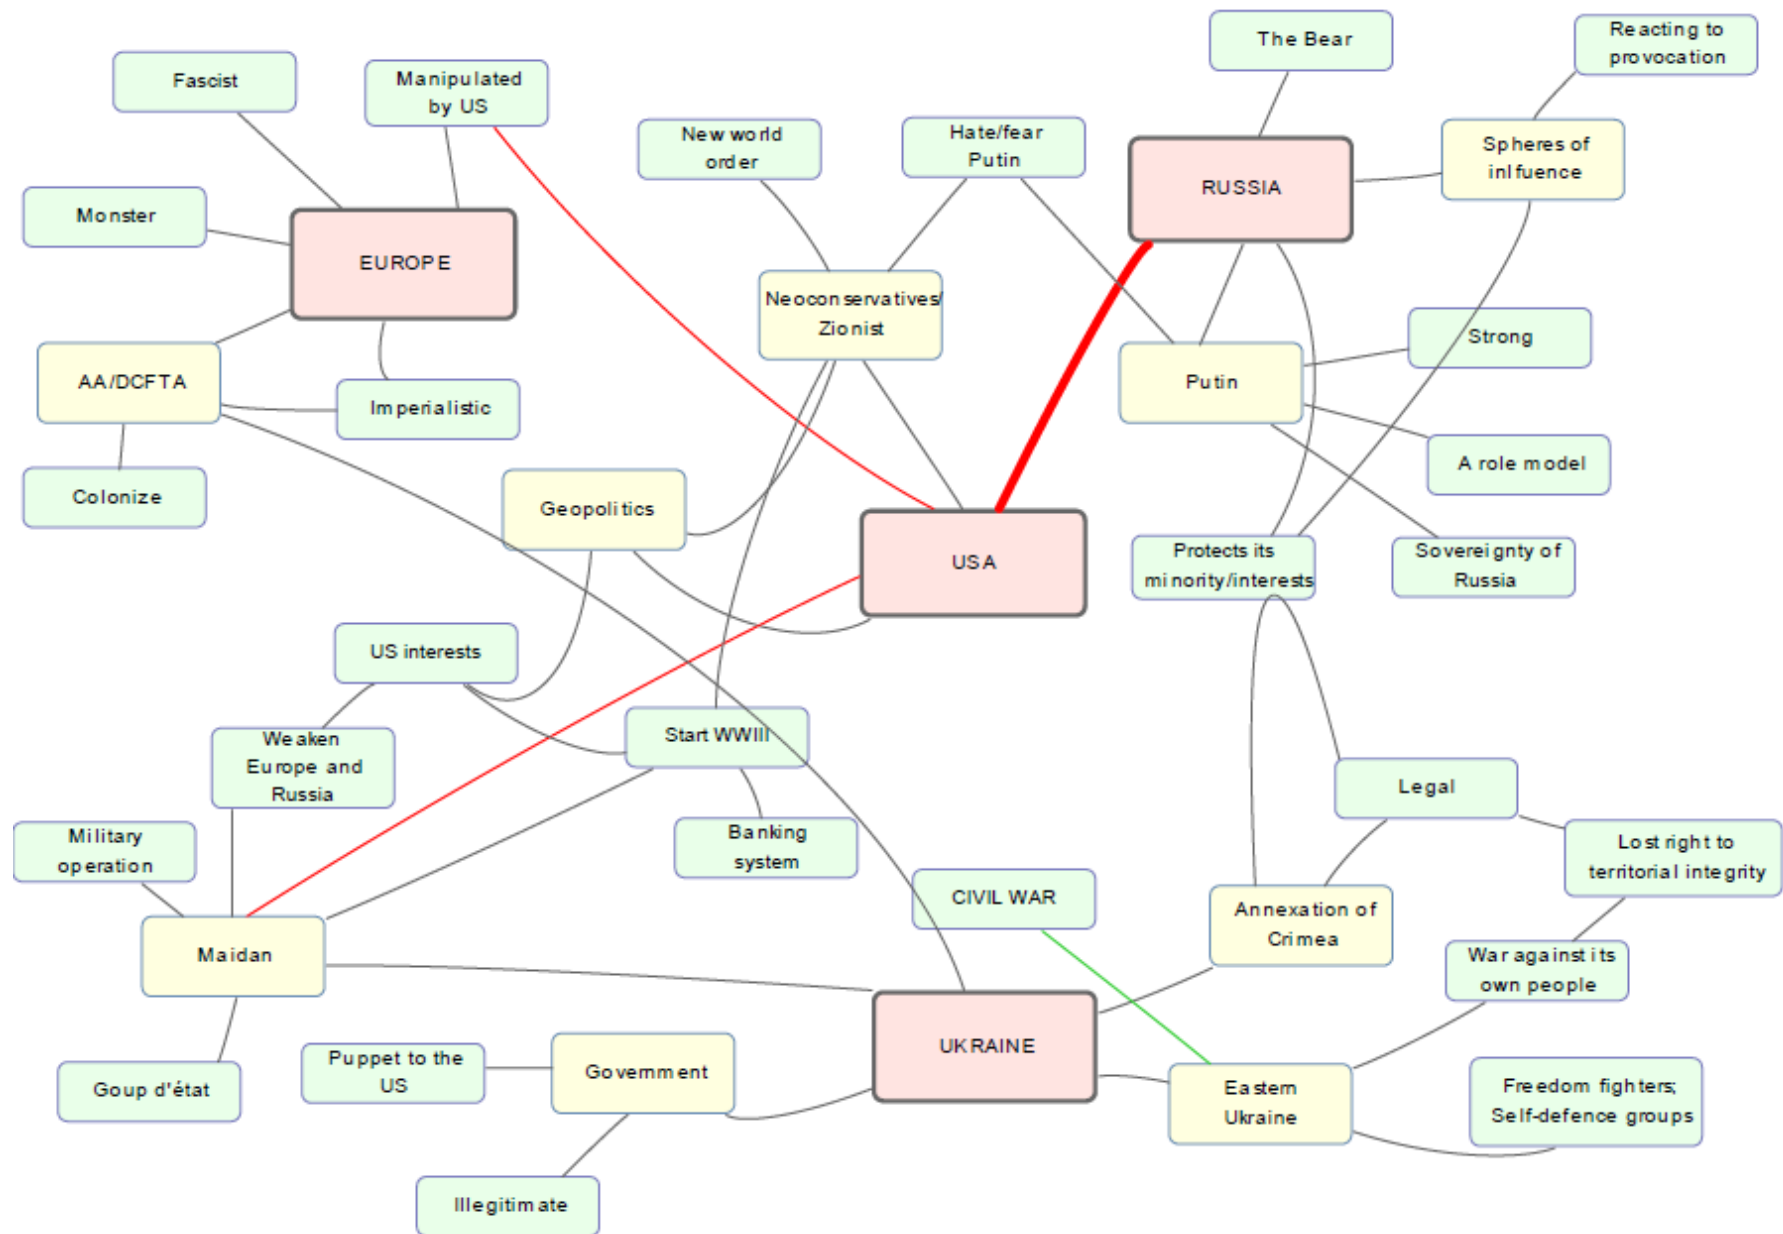 The Bear
Reacting to
provocation
Fascist
Manipulated
by US
New world
order
Hate/fear
Putin
Spheres of
inlfuence
RUSSIA
Monster
EUROPE
Neoconservatives/
Zionist
Strong
AA/DCFTA
Putin
Imperialistic
A role model
Colonize
Geopolitics
USA
Protects its
minority/interests
Sovereignty of
Russia
US interests
Start WWIII
Weaken
Europe and
Russia
Legal
Military
operation
Banking
system
Lost right to
territorial integrity
CIVIL WAR
Annexation of
Crimea
Maidan
War against its
own people
UKRAINE
Puppet to the
US
Government
Goup d'état
Eastern
Ukraine
Freedom fighters;
Self-defence groups
Illegitimate